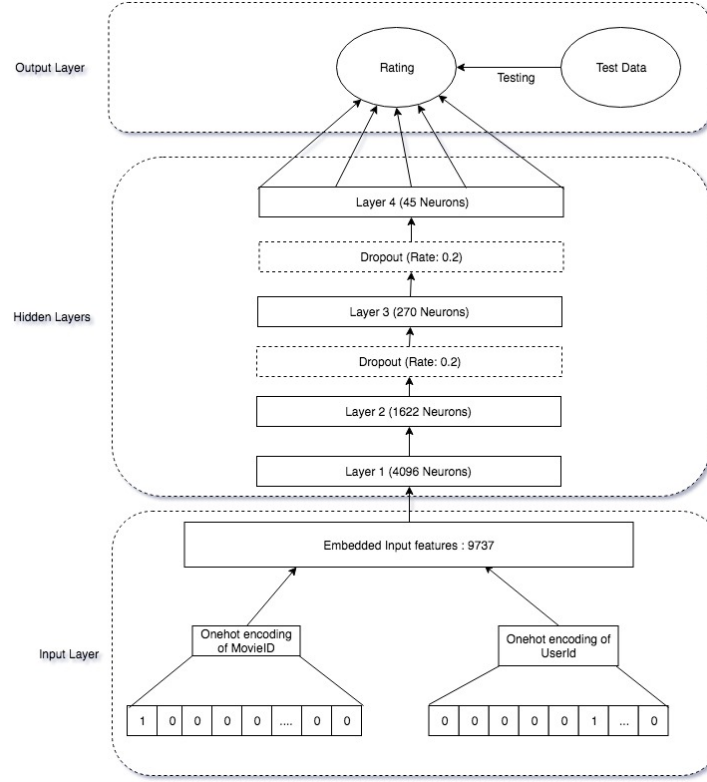 Output Layer
Rating
Testing
Test Data
Hidden Layers
Layer 4 (45 Neurons)
Dropout (Rate: 0.2)
Layer 3 (270 Neurons)
Dropout (Rate: 0.2)
Layer 2 (1622 Neurons)
Layer 1 (4096 Neurons)
Input Layer
Embedded Input features : 9737
Onehot encoding
of MovieID
Onehot encoding of
UserId
1 0 0 0 0 .... 0 0
0 0 0 0 0 1 ... 0